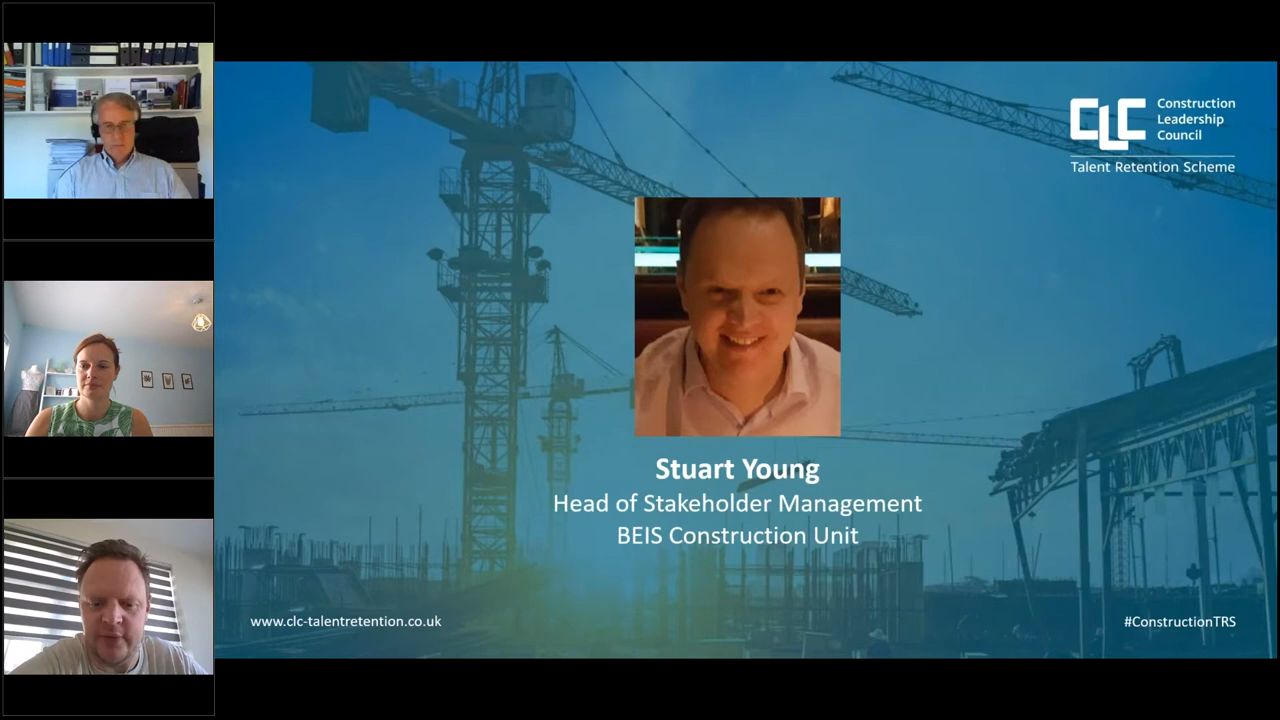 CLC
Construction
Leadership
Council
Talent Retention Scheme
Stuart Young
Head of Stakeholder Management
BEIS Construction Unit
www.clc-talentretention.co.uk
#ConstructionTRS